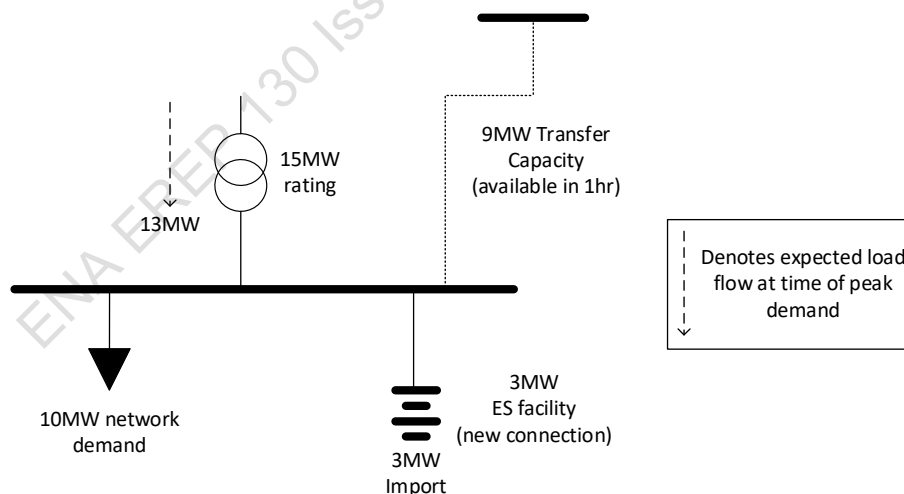 ENA EREP 130 Iss
9MW Transfer
Capacity
(available in 1hr)
15MW
rating
13MW
Denotes expected load
flow at time of peak
demand
10MW network
demand
3MW
ES facility
(new connection)
3MW
Import